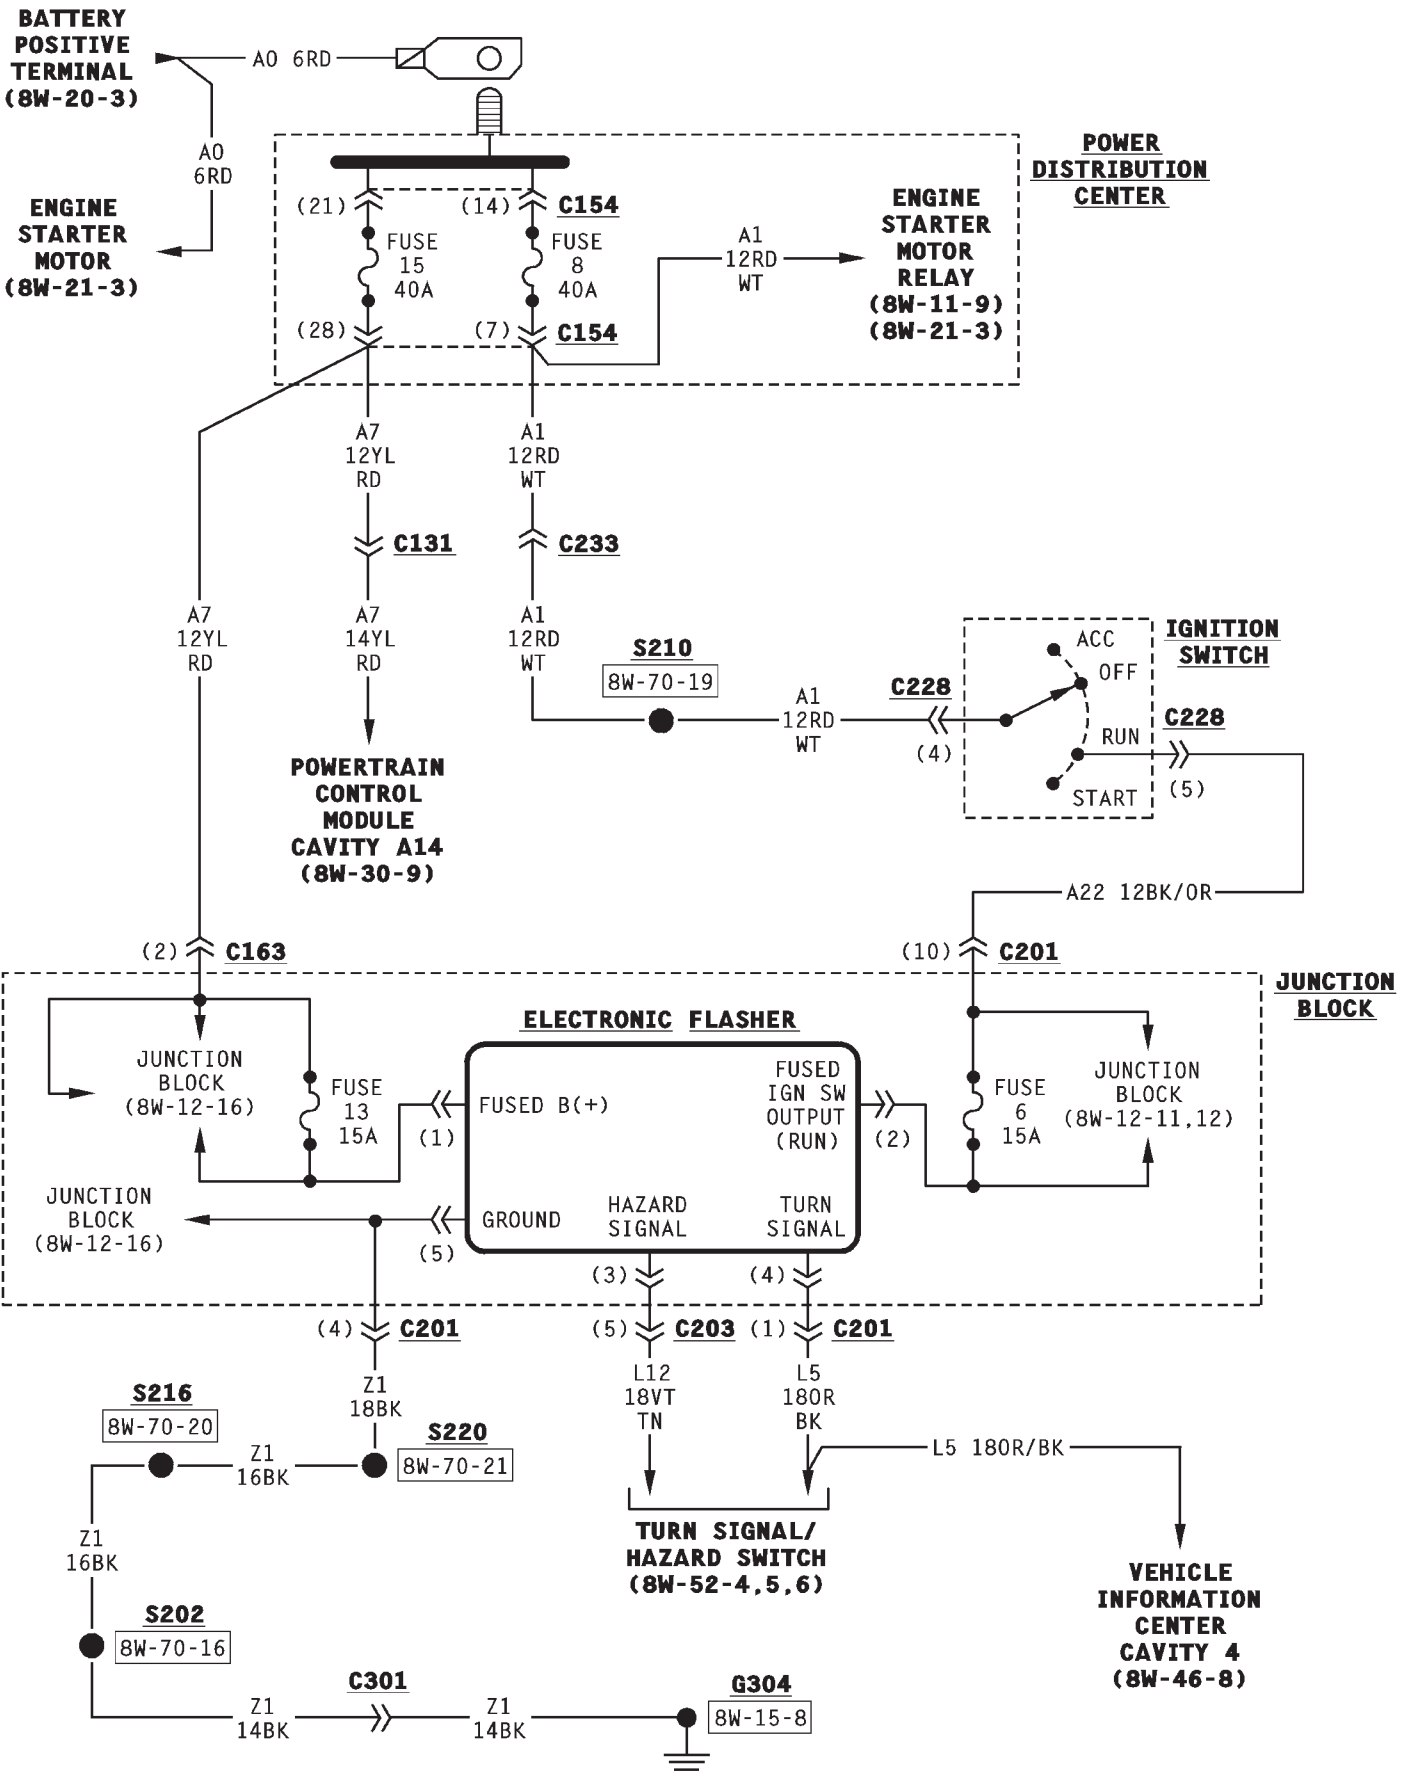 BATTERY
POSITIVE
TERMINAL
(8W-20-3)
A0 6RD
A0
6RD
ENGINE
STARTER
MOTOR
(8W-21-3)
POWER
DISTRIBUTION
CENTER
(21)
(14)
C154
FUSE
15
40A
FUSE
8
40A
(28)
(7)
C154
A1
12RD
WT
ENGINE
STARTER
MOTOR
RELAY
(8W-11-9)
(8W-21-3)
A7
12YL
RD
A1
12RD
WT
C131
C233
A7
12YL
RD
A7
14YL
RD
A1
12RD
WT
S210
8W-70-19
A1
12RD
WT
C228
(4)
ACC
OFF
RUN
START
IGNITION
SWITCH
C228
(5)
POWERTRAIN
CONTROL
MODULE
CAVITY A14
(8W-30-9)
A22 12BK/OR
(2)
C163
(10)
C201
JUNCTION
BLOCK
ELECTRONIC FLASHER
JUNCTION
BLOCK
(8W-12-16)
FUSE
13
15A
(1)
FUSED B(+)
FUSED
IGN SW
OUTPUT
(RUN)
(2)
FUSE
6
15A
JUNCTION
BLOCK
(8W-12-11,12)
JUNCTION
BLOCK
(8W-12-16)
(5)
GROUND
HAZARD
SIGNAL
TURN
SIGNAL
(3)
(4)
(4)
C201
(5)
C203
(1)
C201
Z1
18BK
L12
18VT
TN
L5
18OR
BK
S216
8W-70-20
Z1
16BK
S220
8W-70-21
L5 18OR/BK
Z1
16BK
TURN SIGNAL/
HAZARD SWITCH
(8W-52-4,5,6)
VEHICLE
INFORMATION
CENTER
CAVITY 4
(8W-46-8)
S202
8W-70-16
Z1
14BK
C301
Z1
14BK
G304
8W-15-8